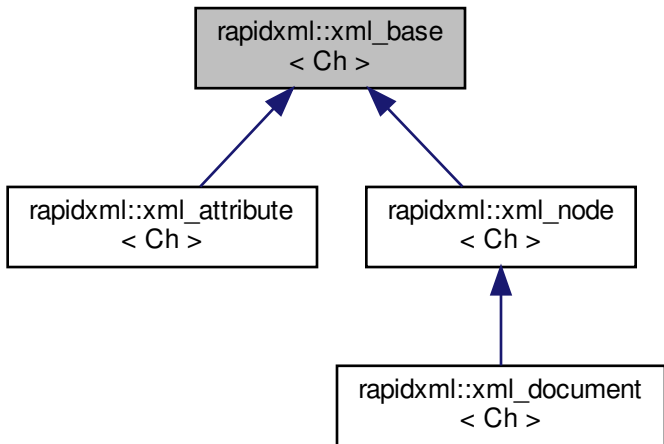 rapidxml::xml_base
< Ch >
rapidxml::xml_attribute
< Ch >
rapidxml::xml_node
< Ch >
rapidxml::xml_document
< Ch >